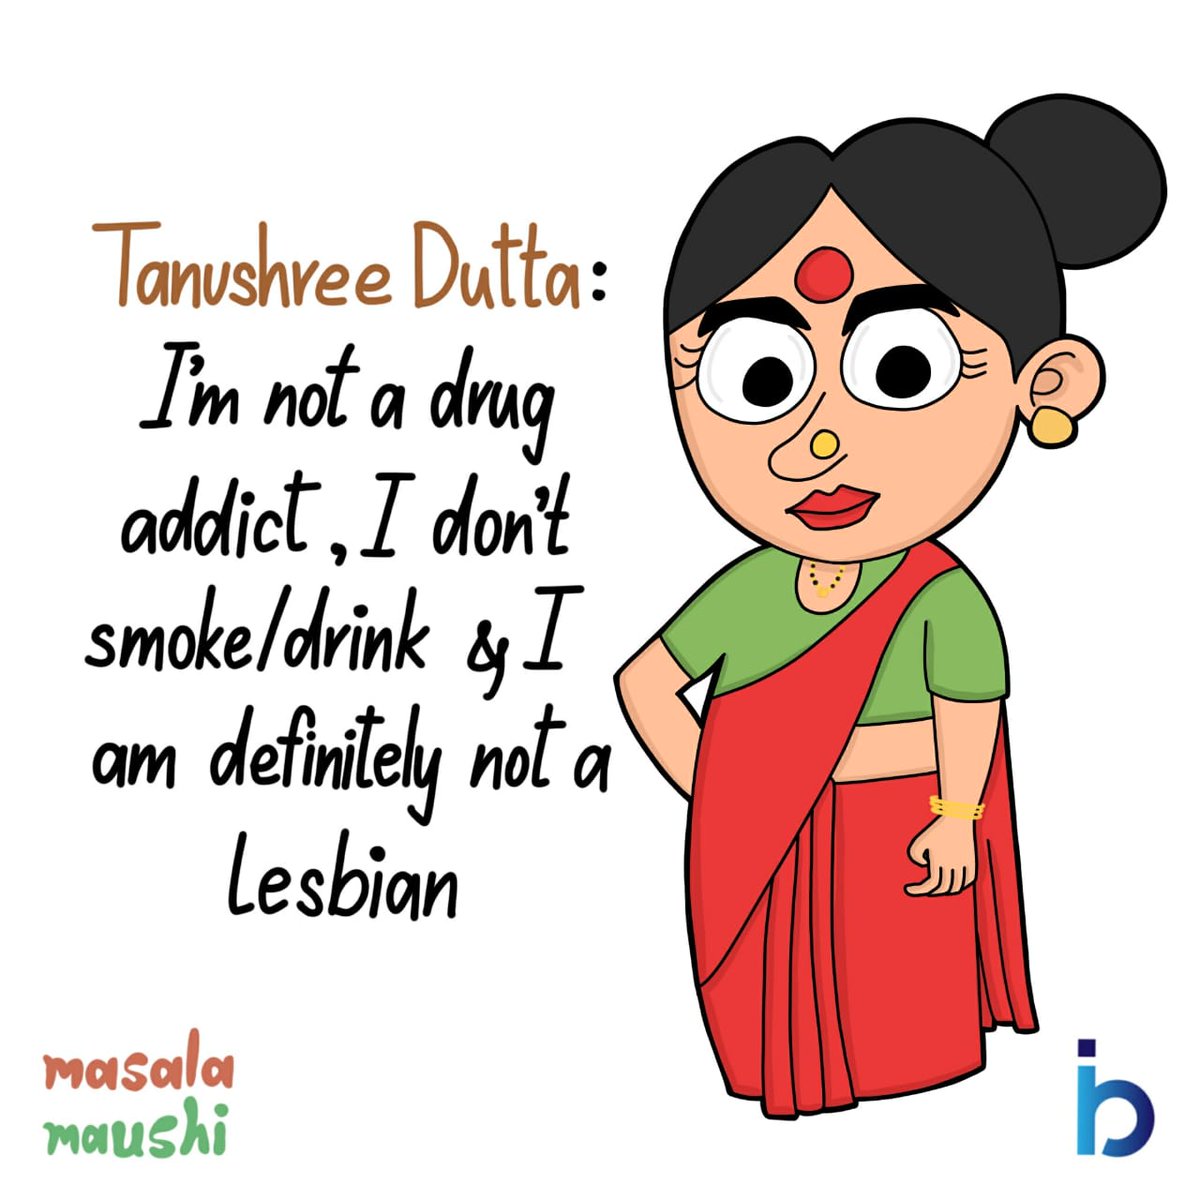 Tanushree Dutta:
I'm not a drug
addict, I don't
smoke/drink & I
am definitely not a
Lesbian
masala
maushi
ib